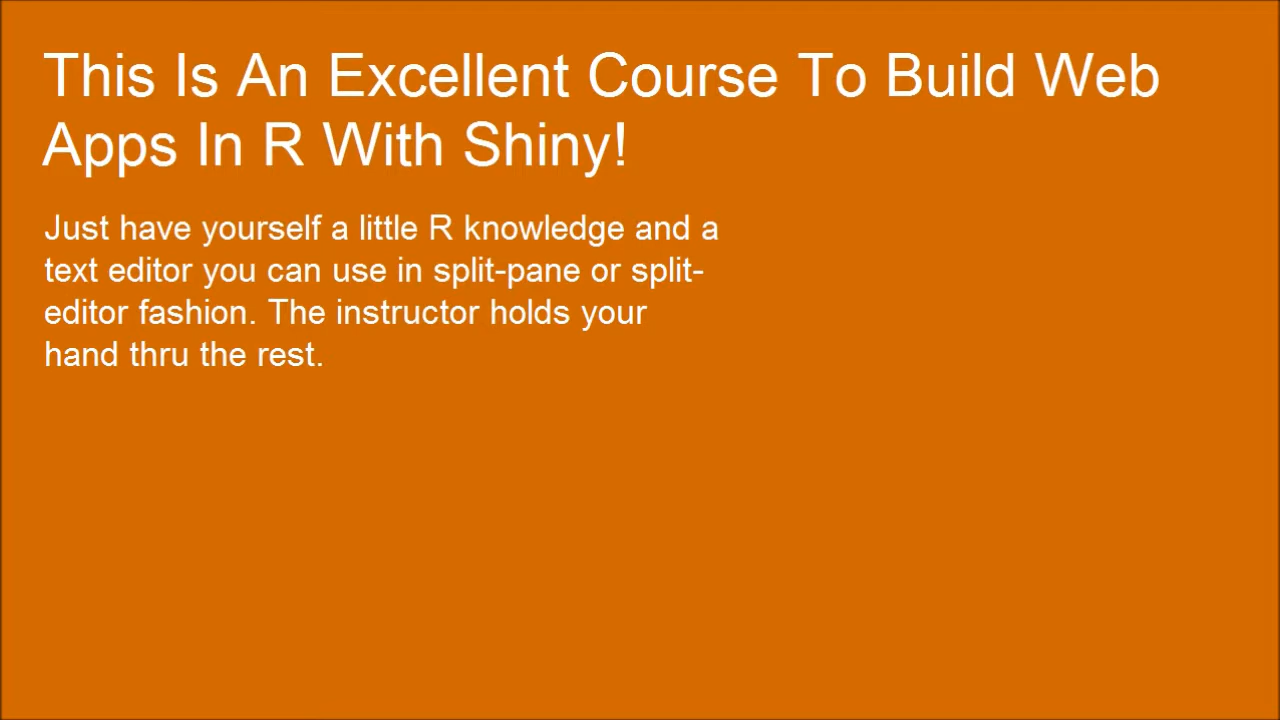 This Is An Excellent Course To Build Web
Apps In R With Shiny!
Just have yourself a little R knowledge and a
text editor you can use in split-pane or split-
editor fashion. The instructor holds your
hand thru the rest.